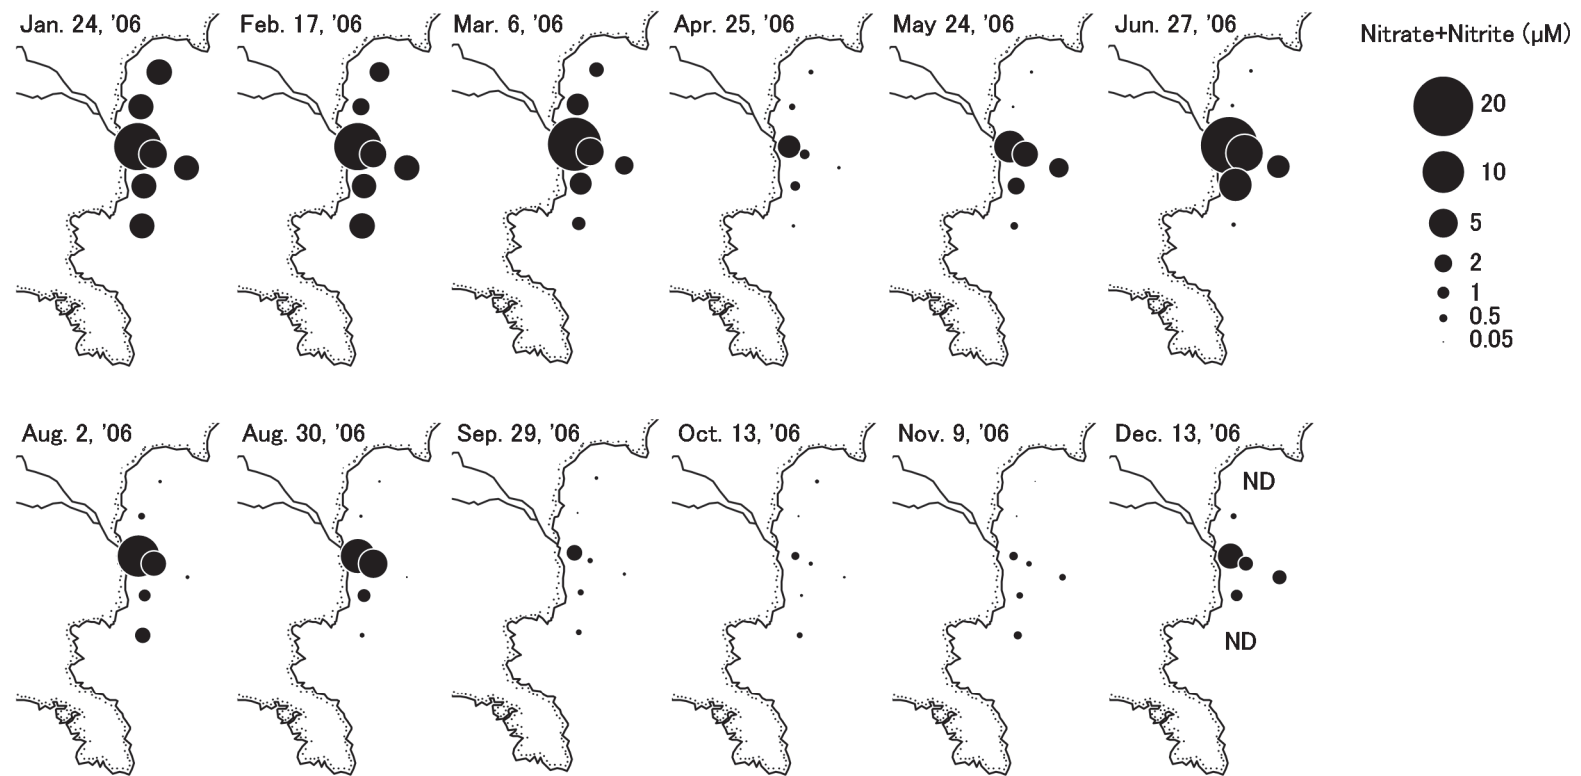 Jan. 24, '06
Feb. 17, '06
Mar. 6, '06
Apr. 25, '06
May 24, '06
Jun. 27, '06
Nitrate+Nitrite (μM)
20
10
5
2
1
0.5
0.05
Aug. 2, '06
Aug. 30, '06
Sep. 29, '06
Oct. 13, '06
Nov. 9, '06
Dec. 13, '06
ND
ND